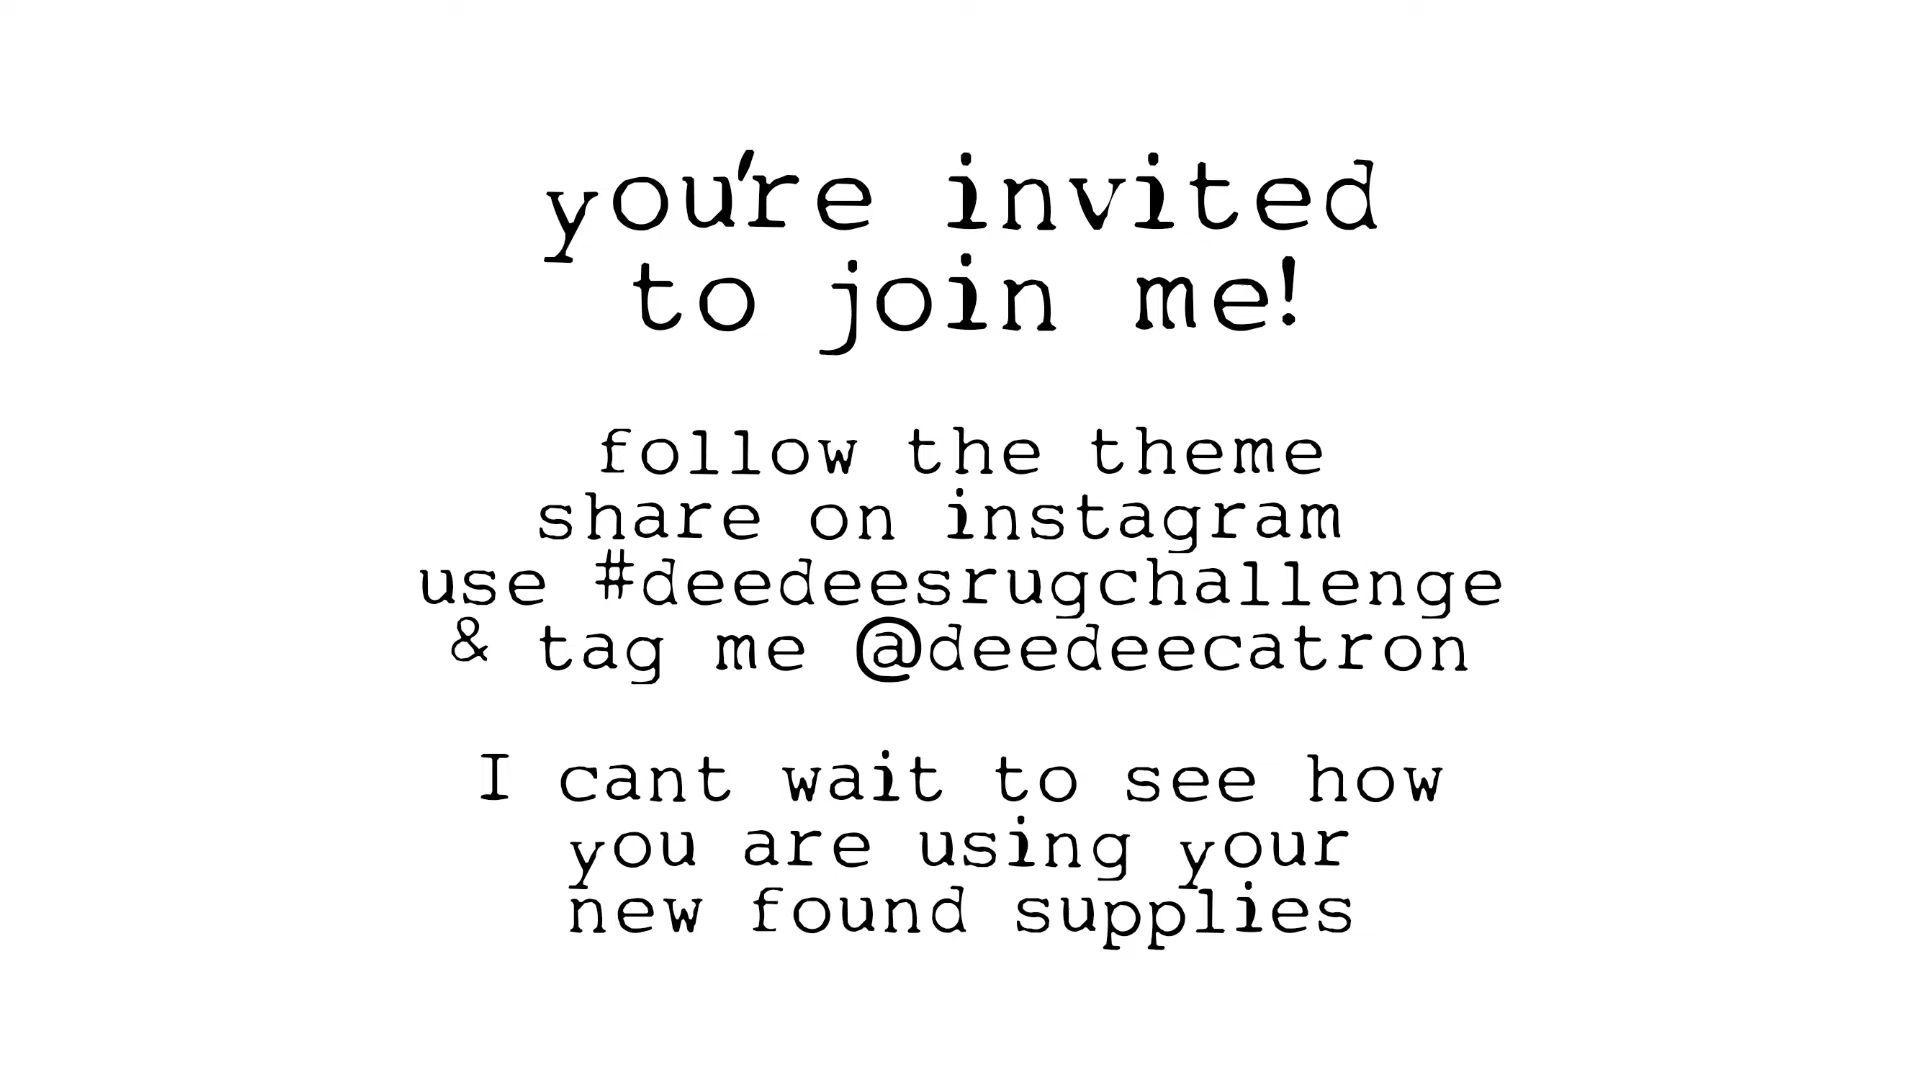 you're invited
to join me!
follow the theme
share on instagram
use #deedeesrugchallenge
& tag me @deedeecatron
I cant wait to see how
you are using your
new found supplies